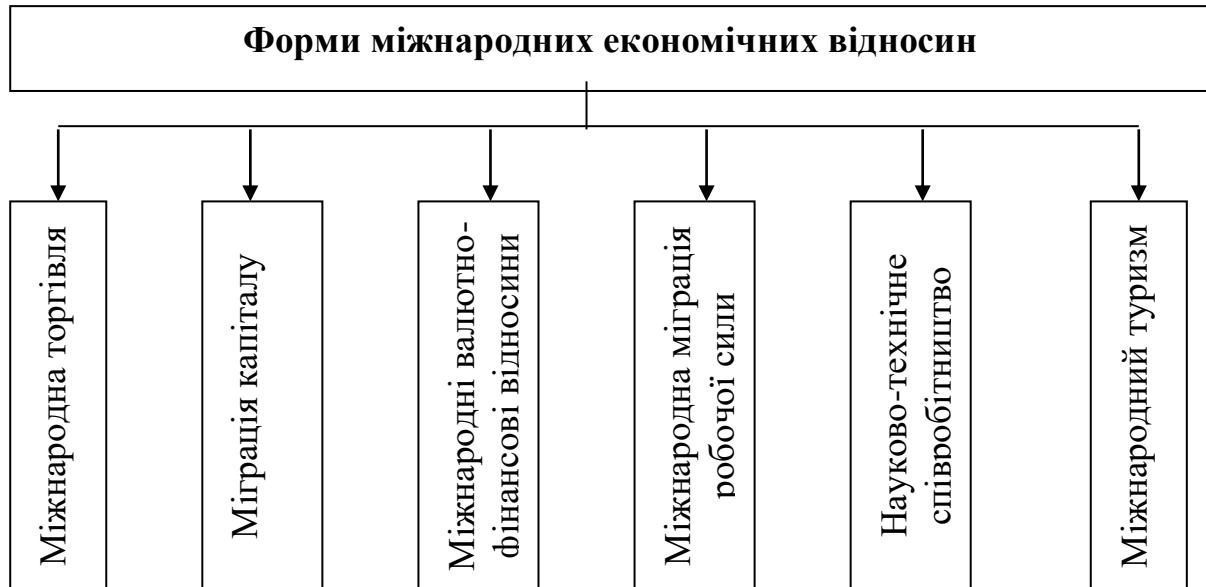 Форми міжнародних економічних відносин
Міжнародна торгівля
Міграція капіталу
Міжнародні валютно-
фінансові відносини
Міжнародна міграція
робочої сили
Науково-технічне
співробітництво
Міжнародний туризм